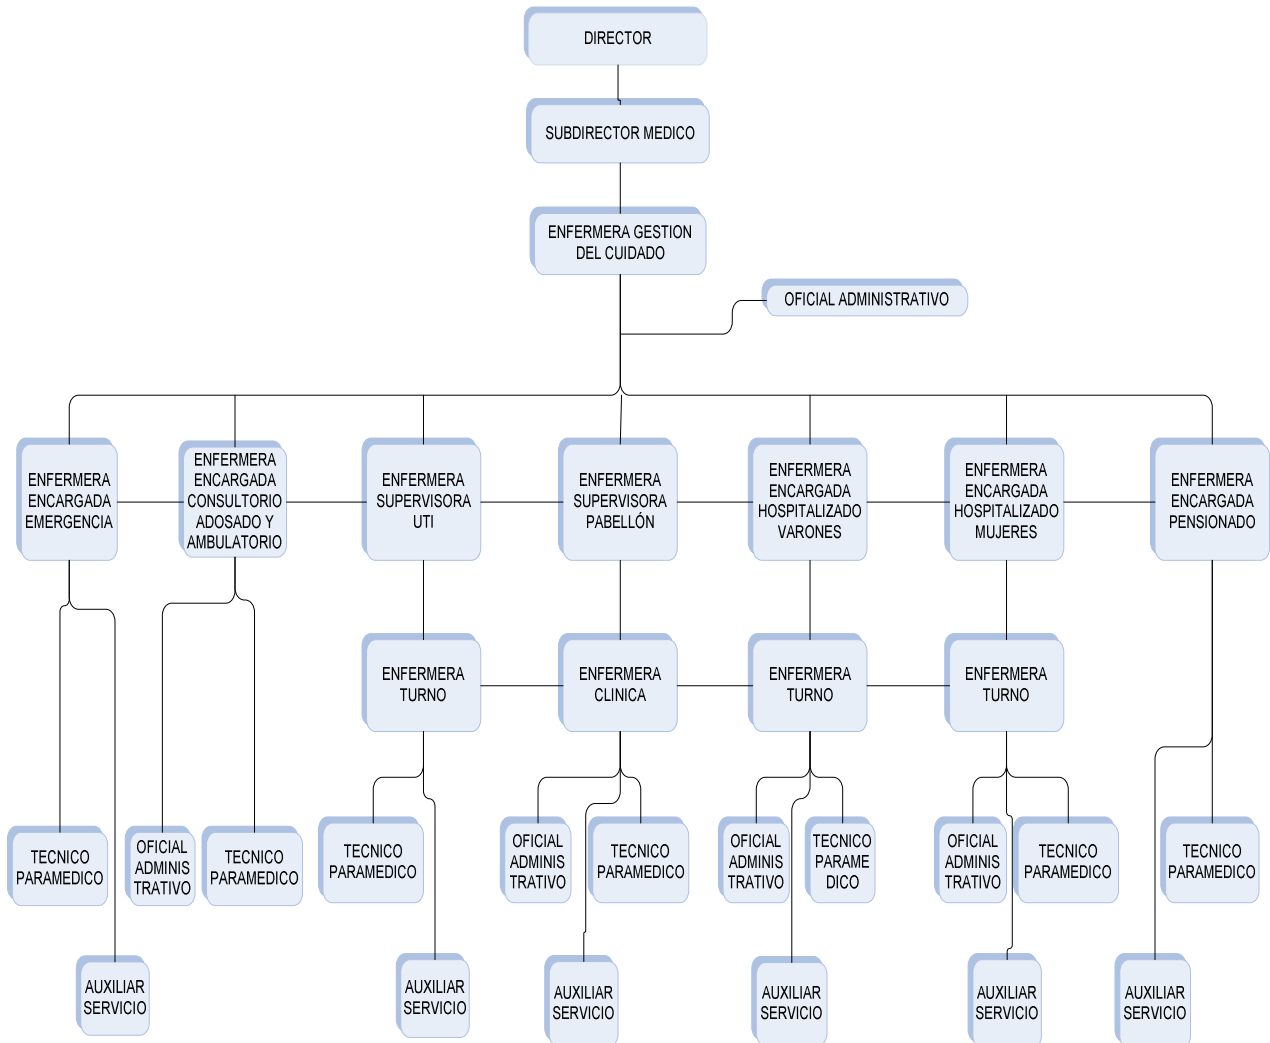 DIRECTOR
SUBDIRECTOR MEDICO
ENFERMERA GESTION
DEL CUIDADO
OFICIAL ADMINISTRATIVO
ENFERMERA
ENCARGADA
EMERGENCIA
ENFERMERA
ENCARGADA
CONSULTORIO
ADOSADO Y
AMBULATORIO
ENFERMERA
SUPERVISORA
UTI
ENFERMERA
SUPERVISORA
PABELLÓN
ENFERMERA
ENCARGADA
HOSPITALIZADO
VARONES
ENFERMERA
ENCARGADA
HOSPITALIZADO
MUJERES
ENFERMERA
ENCARGADA
PENSIONADO
ENFERMERA
TURNO
ENFERMERA
CLINICA
ENFERMERA
TURNO
ENFERMERA
TURNO
TECNICO
PARAMEDICO
OFICIAL
ADMINIS
TRATIVO
TECNICO
PARAMEDICO
TECNICO
PARAMEDICO
OFICIAL
ADMINIS
TRATIVO
TECNICO
PARAMEDICO
OFICIAL
ADMINIS
TRATIVO
TECNICO
PARAME
DICO
OFICIAL
ADMINIS
TRATIVO
TECNICO
PARAMEDICO
TECNICO
PARAMEDICO
AUXILIAR
SERVICIO
AUXILIAR
SERVICIO
AUXILIAR
SERVICIO
AUXILIAR
SERVICIO
AUXILIAR
SERVICIO
AUXILIAR
SERVICIO